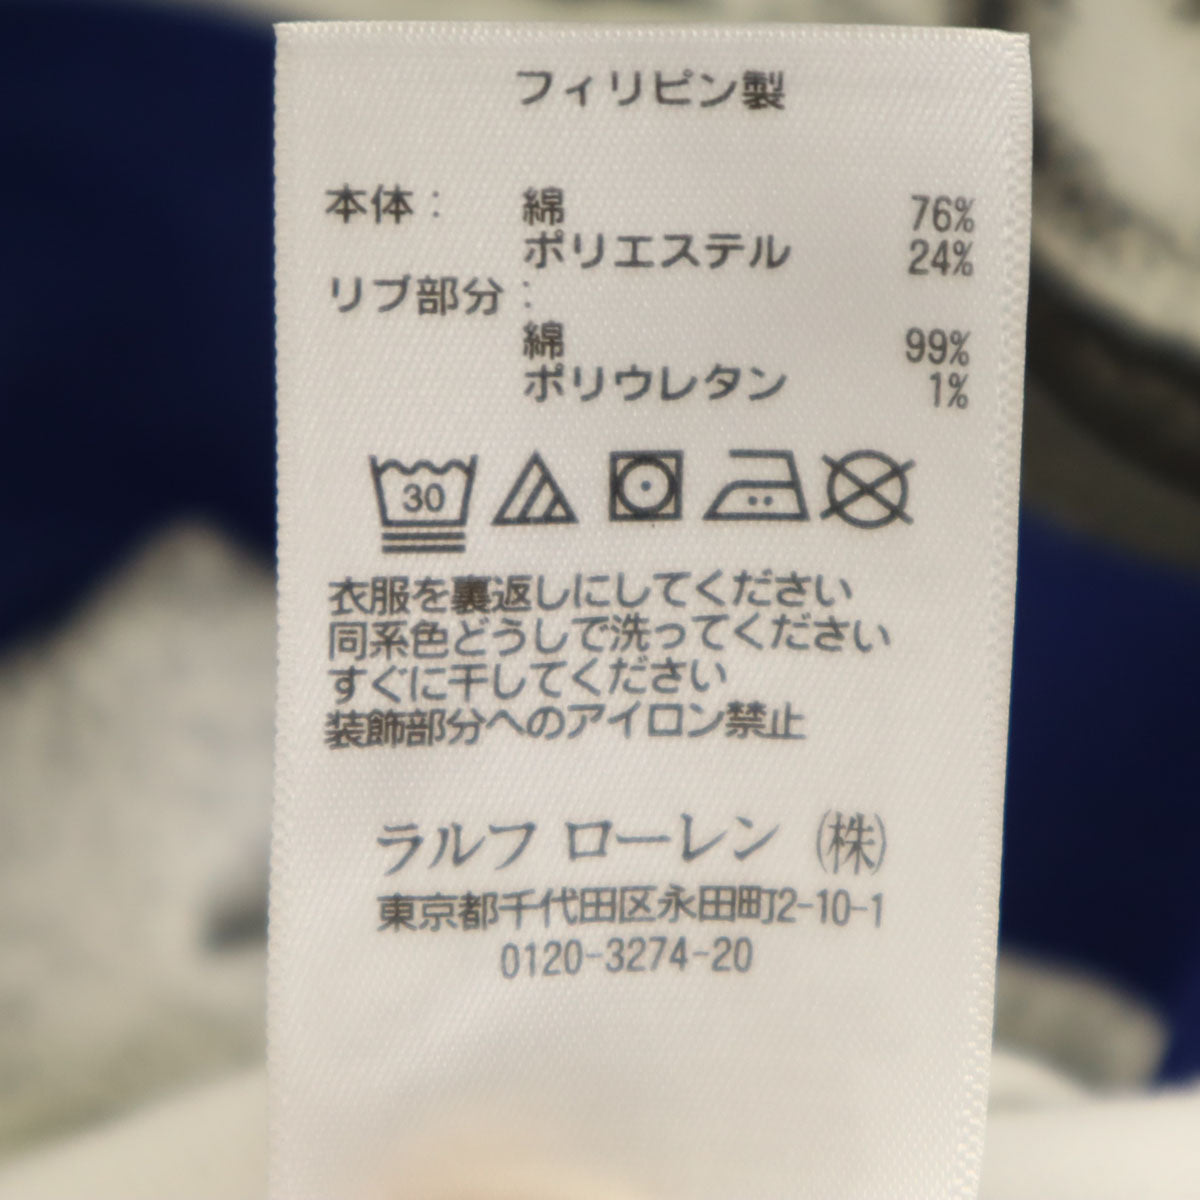 フィリピン製
本体： 綿 76%
ポリエステル 24%
リブ部分：
綿 99%
ポリウレタン 1%
30
衣服を裏返しにしてください
同系色どうしで洗ってください
すぐに干してください
装飾部分へのアイロン禁止
ラルフ ローレン (株)
東京都千代田区永田町2-10-1
0120-3274-20